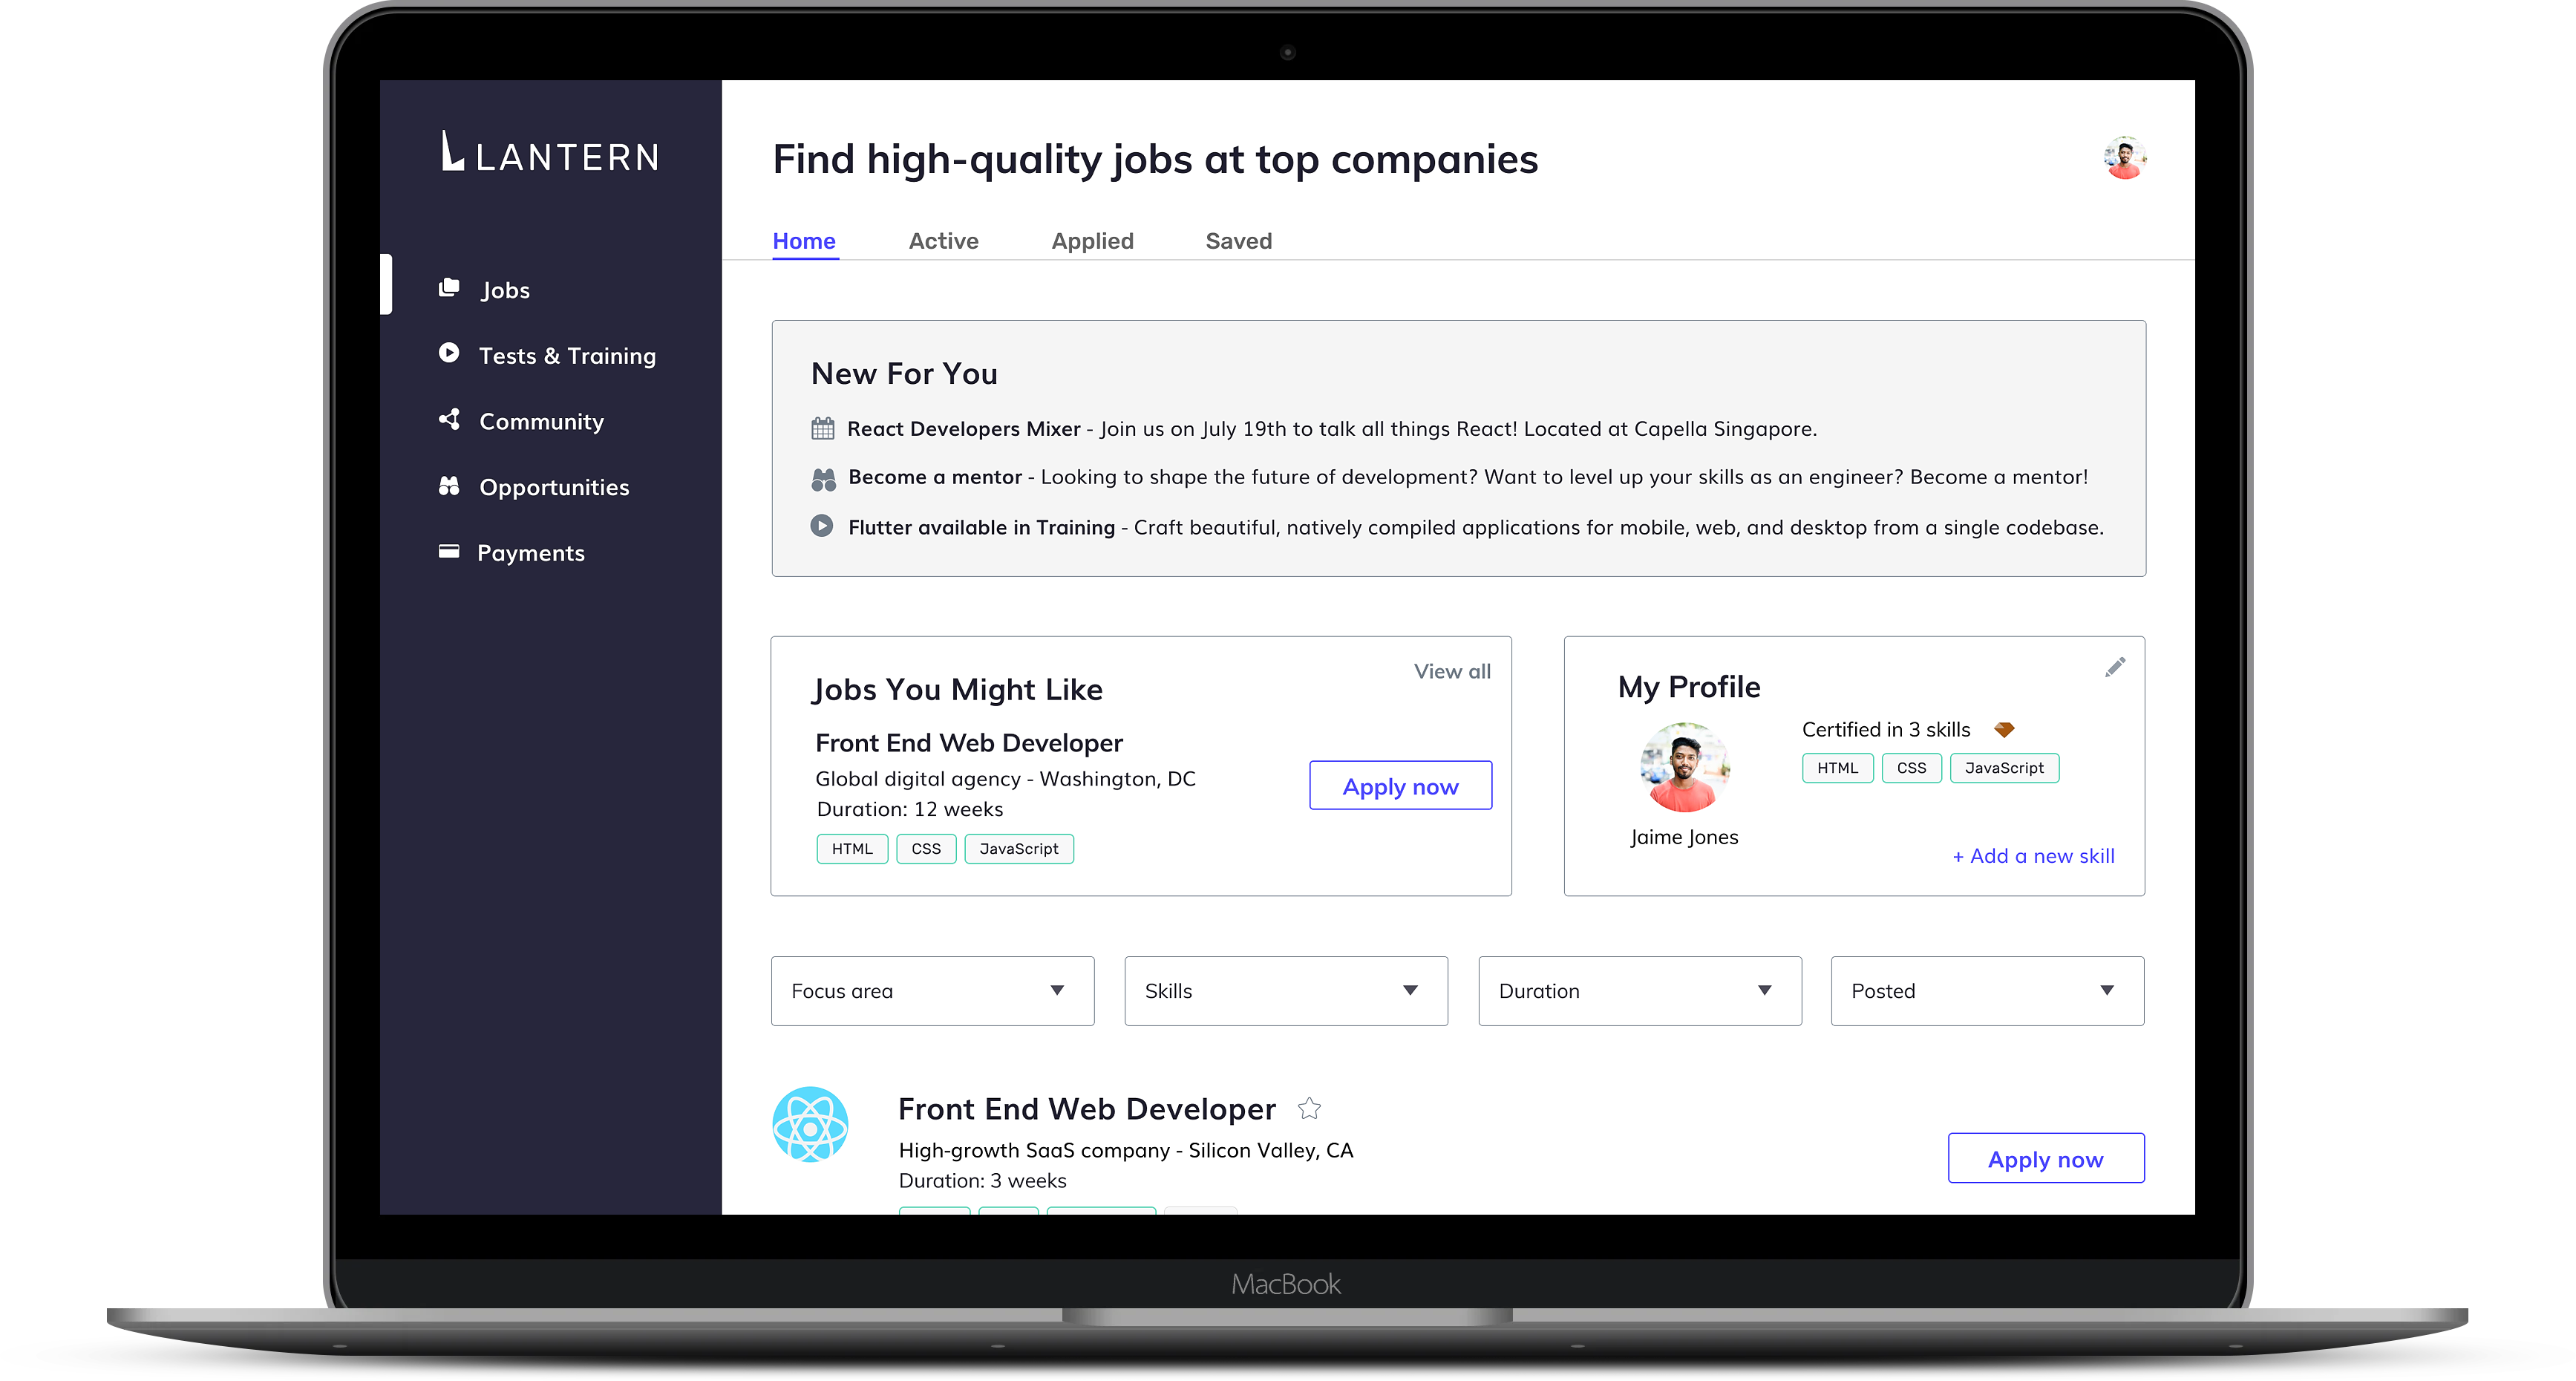 LANTERN
Jobs
Tests & Training
Community
Opportunities
Payments
Find high-quality jobs at top companies
Home
Active
Applied
Saved
New For You
React Developers Mixer - Join us on July 19th to talk all things React! Located at Capella Singapore.
Become a mentor - Looking to shape the future of development? Want to level up your skills as an engineer? Become a mentor!
Flutter available in Training - Craft beautiful, natively compiled applications for mobile, web, and desktop from a single codebase.
Jobs You Might Like
View all
Front End Web Developer
Global digital agency - Washington, DC
Duration: 12 weeks
HTML
CSS
JavaScript
Apply now
My Profile
Jaime Jones
Certified in 3 skills
HTML
CSS
JavaScript
+ Add a new skill
Focus area
Skills
Duration
Posted
Front End Web Developer
High-growth SaaS company - Silicon Valley, CA
Duration: 3 weeks
Apply now
MacBook